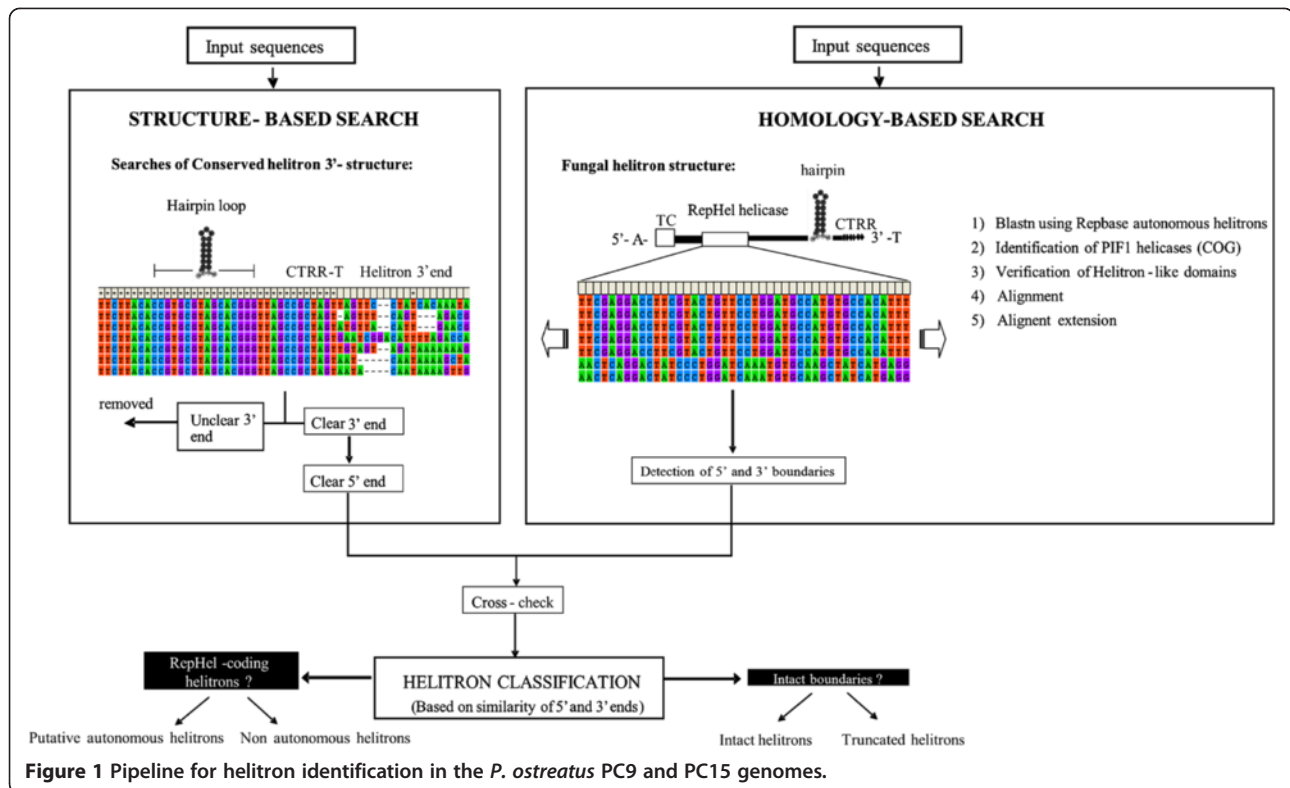 Input sequences
STRUCTURE- BASED SEARCH
Searches of Conserved helitron 3'- structure:
Hairpin loop
CTRR-T Helitron 3'end
removed
Unclear 3'
end
Clear 3' end
Clear 5' end
Input sequences
HOMOLOGY-BASED SEARCH
Fungal helitron structure:
hairpin
RepHel helicase
TC
CTRR
5'- A-
3' -T
1) Blastn using Repbase autonomous helitrons
2) Identification of PIF1 helicases (COG)
3) Verification of Helitron -like domains
4) Alignment
5) Alignent extension
Detection of 5' and 3' boundaries
Cross - check
HELITRON CLASSIFICATION
(Based on similarity of 5' and 3' ends)
RepHel -coding
helitrons ?
Putative autonomous helitrons
Non autonomous helitrons
Intact boundaries ?
Intact helitrons
Truncated helitrons
Figure 1 Pipeline for helitron identification in the P. ostreatus PC9 and PC15 genomes.